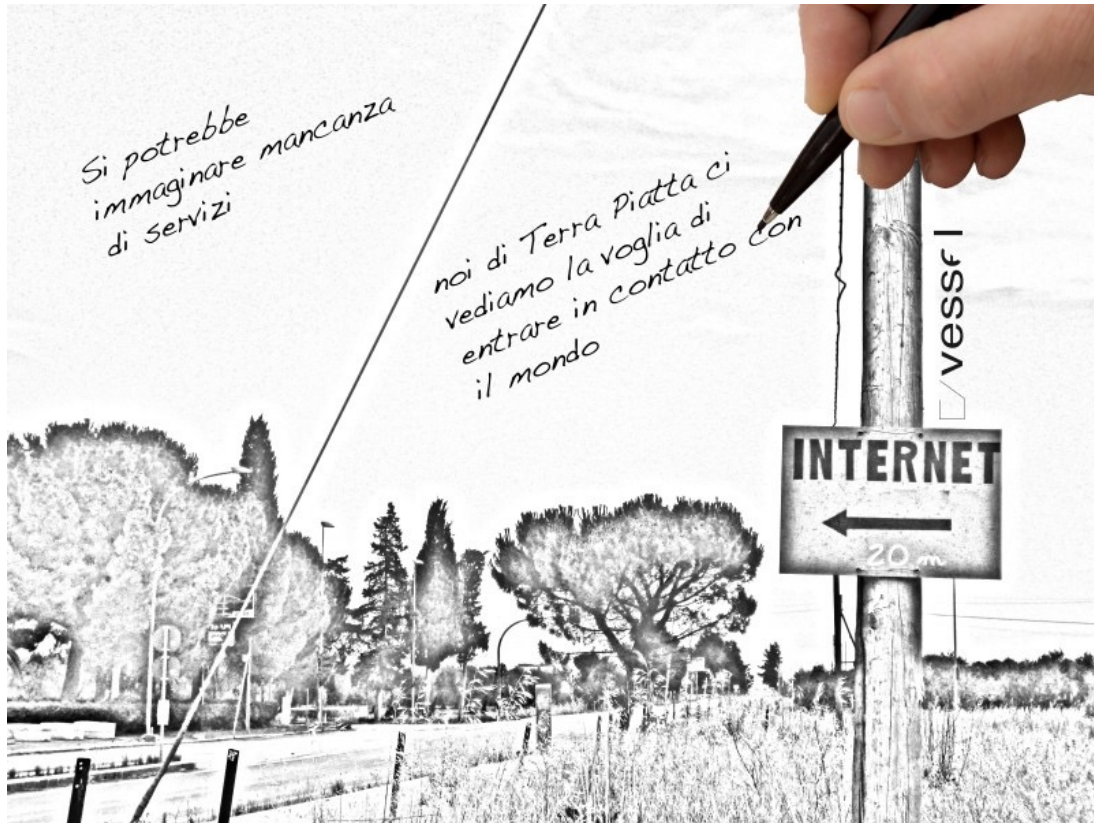 Si potrebbe
immaginare mancanza
di servizi
noi di Terra Piatta ci
vediamo la voglia di
entrare in contatto con
il mondo
vessel
INTERNET
20 m